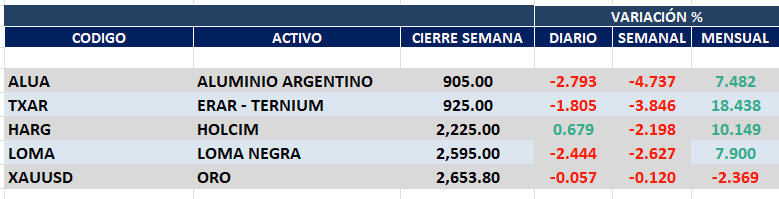 VARIACIÓN %
CODIGO ACTIVO CIERRE SEMANA DIARIO SEMANAL MENSUAL
ALUA ALUMINIO ARGENTINO 905.00 -2.793 -4.737 7.482
TXAR ERAR - TERNIUM 925.00 -1.805 -3.846 18.438
HARG HOLCIM 2,225.00 0.679 -2.198 10.149
LOMA LOMA NEGRA 2,595.00 -2.444 -2.627 7.900
XAUUSD ORO 2,653.80 -0.057 -0.120 -2.369